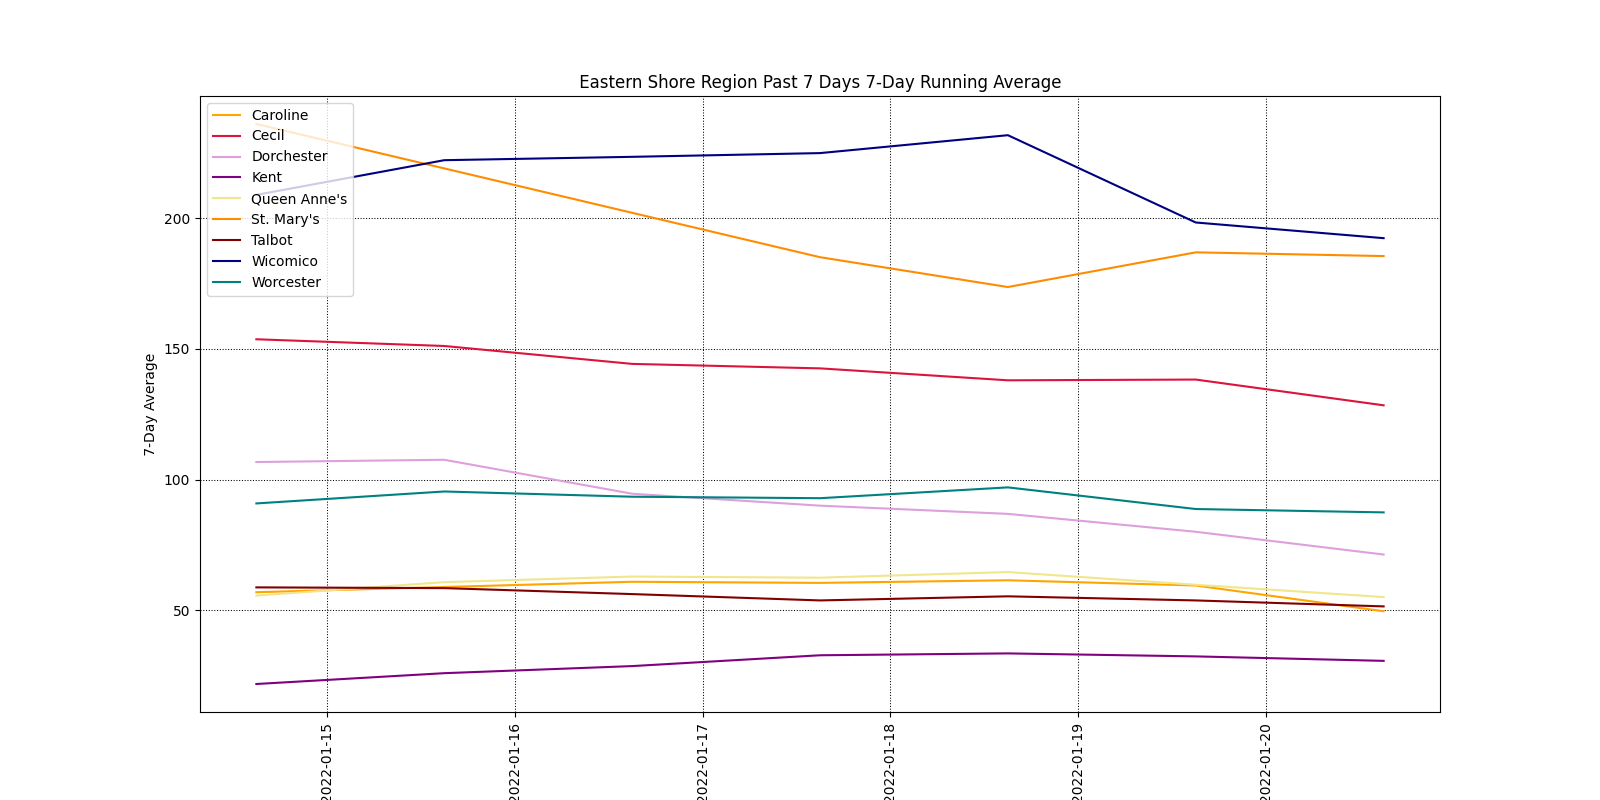 Eastern Shore Region Past 7 Days 7-Day Running Average
Caroline
Cecil
Dorchester
Kent
Queen Anne's
St. Mary's
Talbot
Wicomico
Worcester
7-Day Average
200
150
100
50
2022-01-15
2022-01-16
2022-01-17
2022-01-18
2022-01-19
2022-01-20